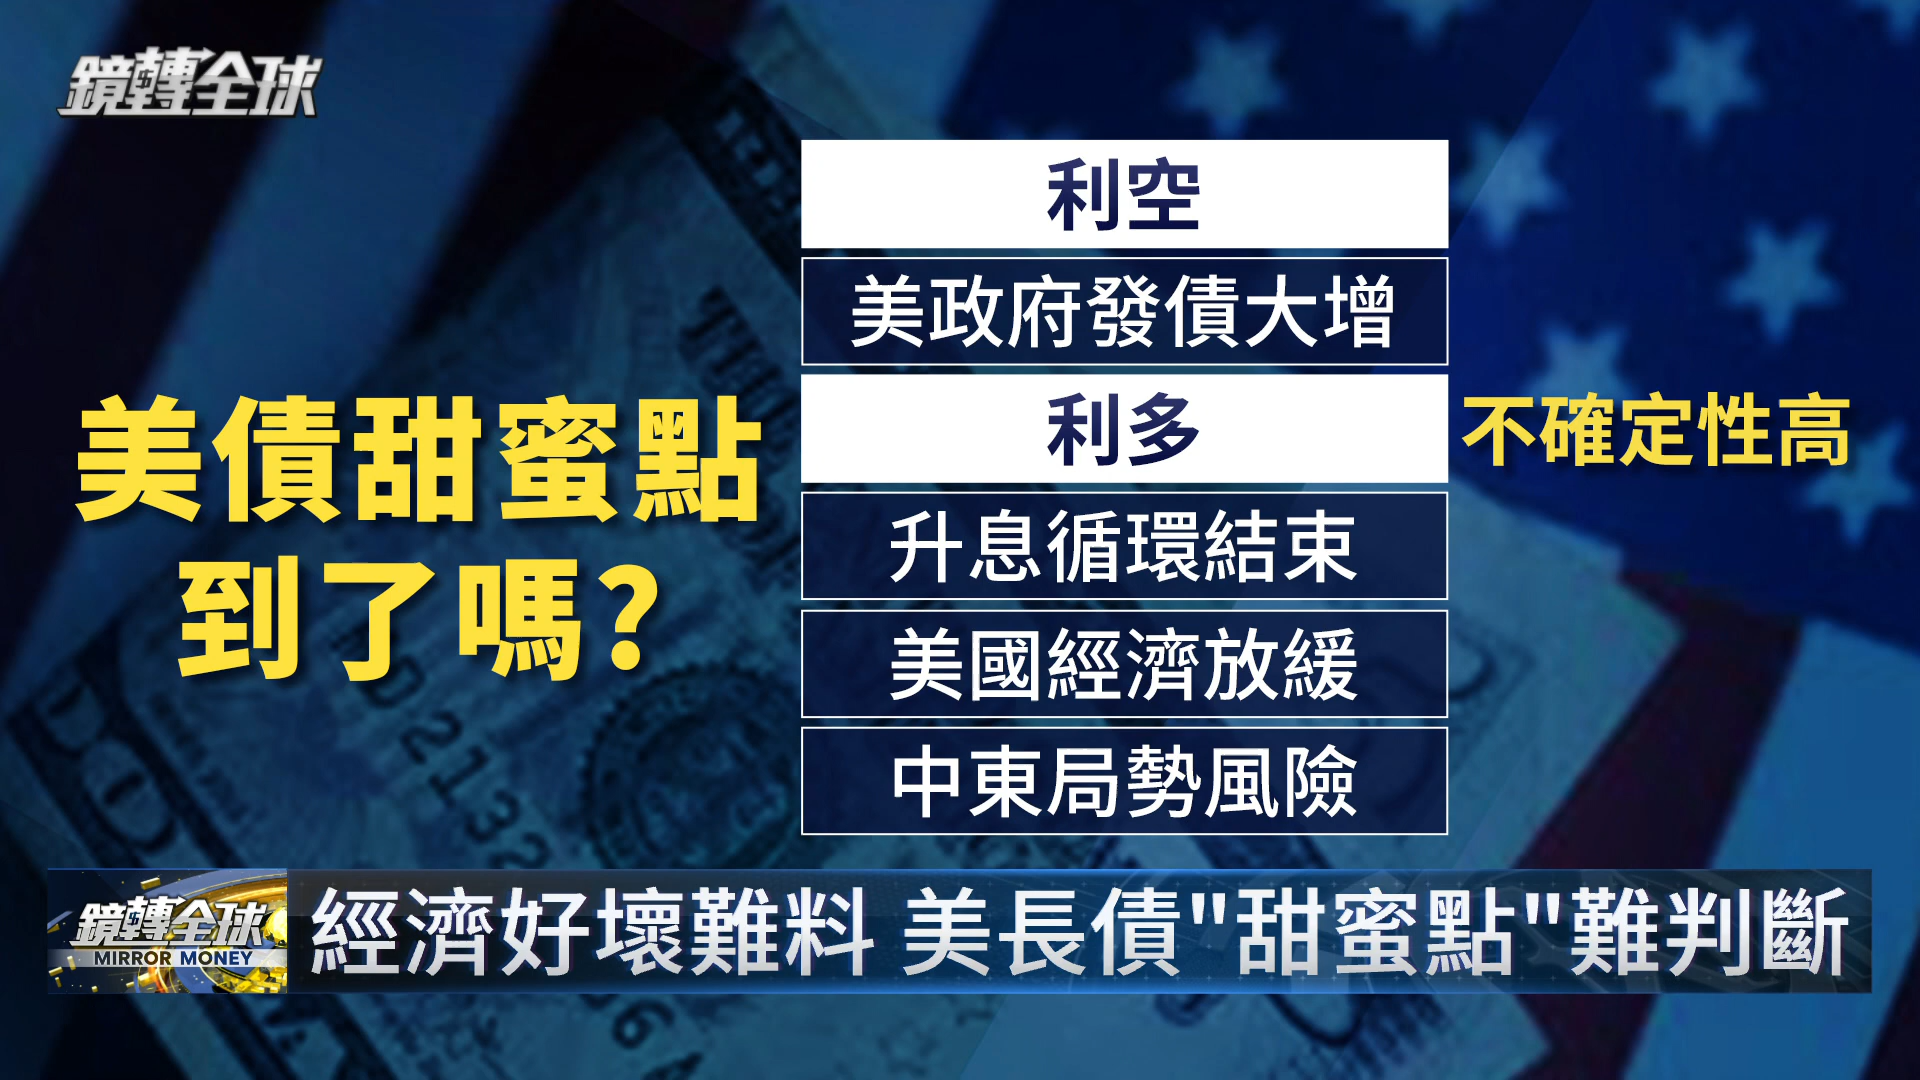 鏡轉全球
利空
美政府發債大增
利多
不確定性高
升息循環結束
美國經濟放緩
中東局勢風險
美債甜蜜點
到了嗎?
鏡轉全球
MIRROR MONEY
經濟好壞難料 美長債"甜蜜點"難判斷